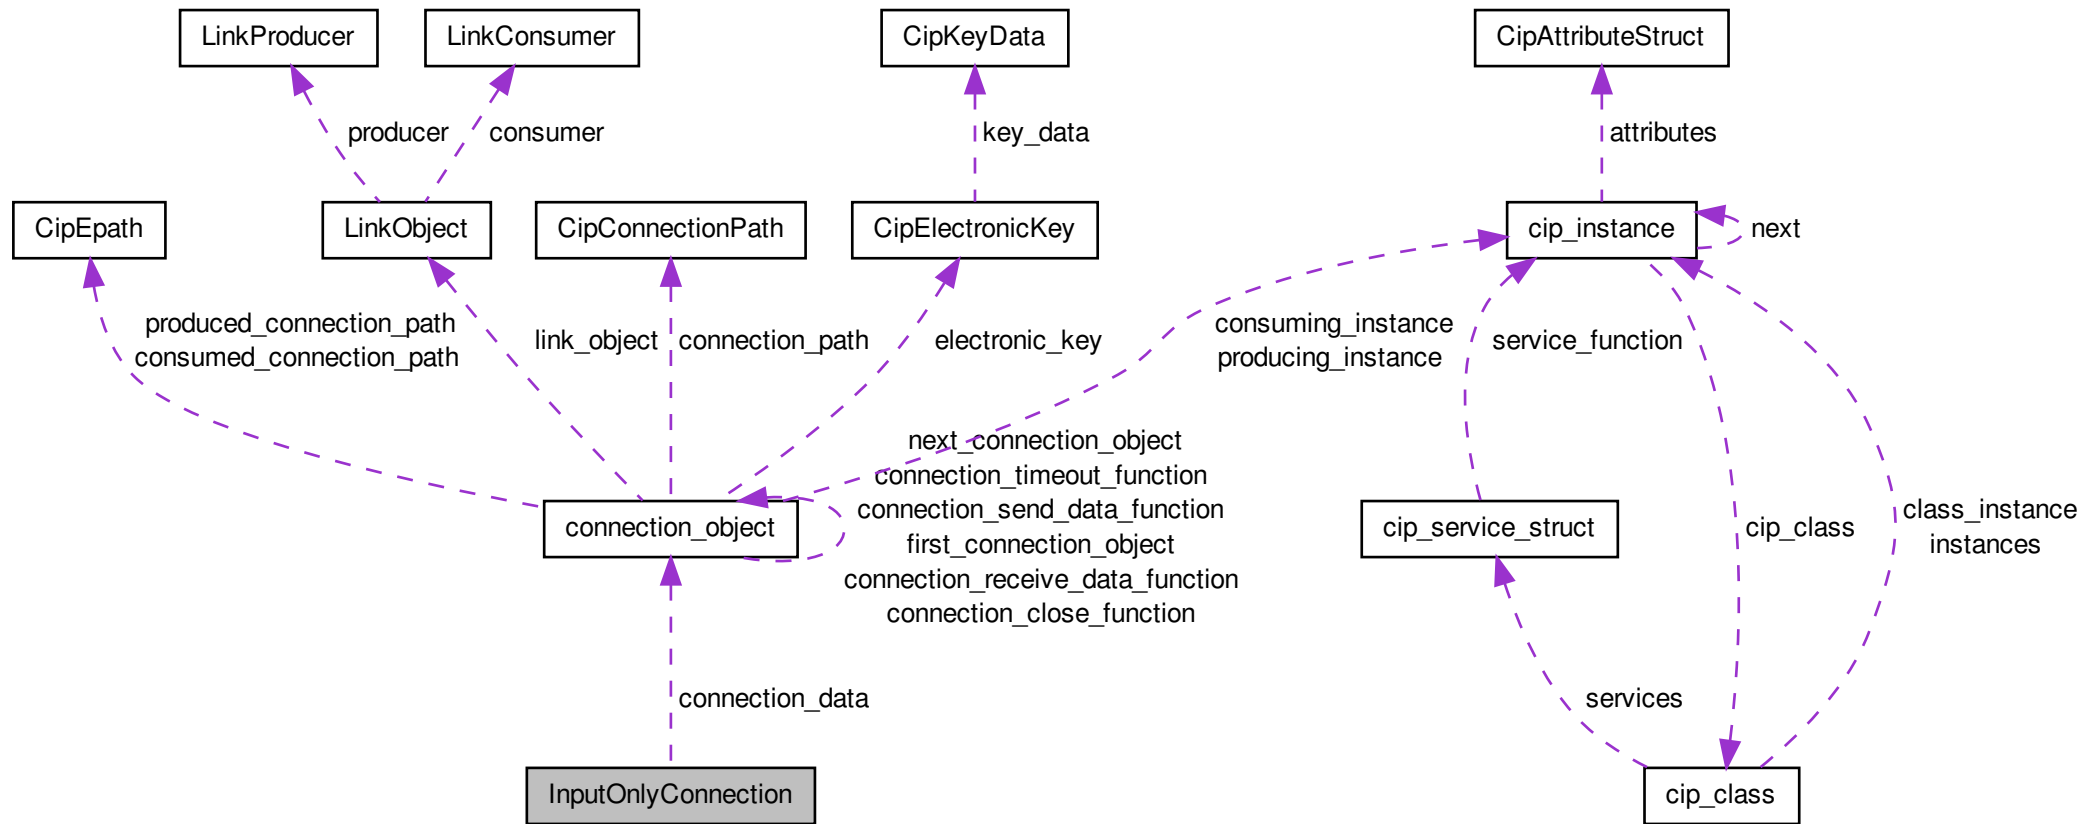 LinkProducer
LinkConsumer
CipKeyData
CipAttributeStruct
producer
consumer
key_data
attributes
CipEpath
LinkObject
CipConnectionPath
CipElectronicKey
cip_instance
next
produced_connection_path
consumed_connection_path
link_object
connection_path
electronic_key
consuming_instance
producing_instance
service_function
next_connection_object
connection_timeout_function
connection_send_data_function
first_connection_object
connection_receive_data_function
connection_close_function
connection_object
cip_service_struct
cip_class
class_instance
instances
connection_data
services
InputOnlyConnection
cip_class